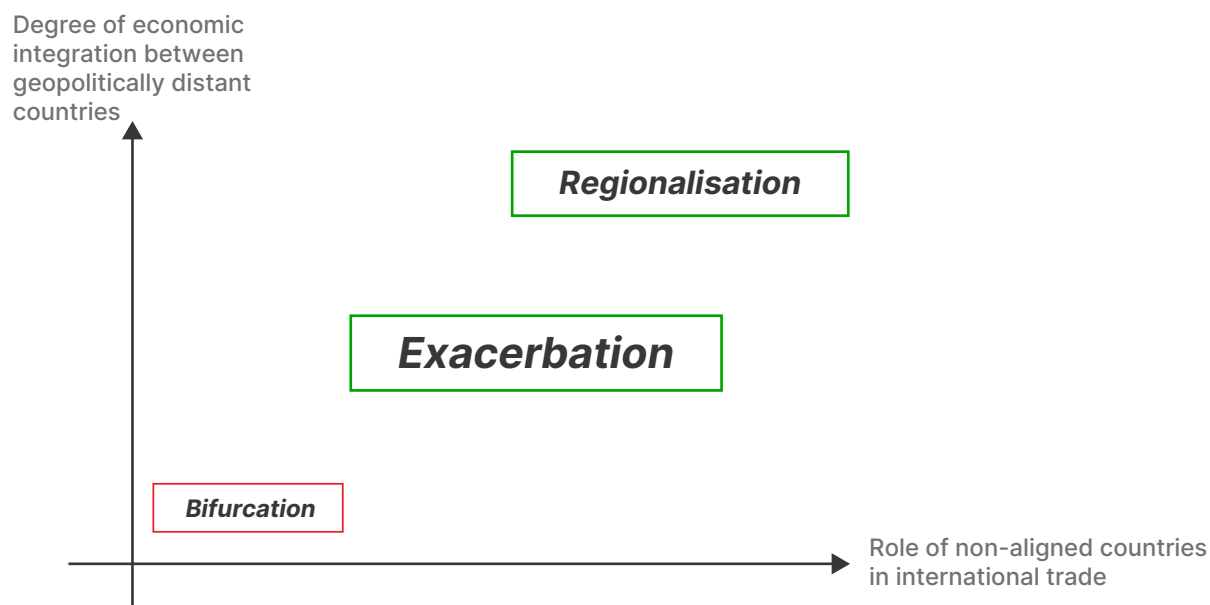 Degree of economic
integration between
geopolitically distant
countries
Regionalisation
Exacerbation
Bifurcation
Role of non-aligned countries
in international trade